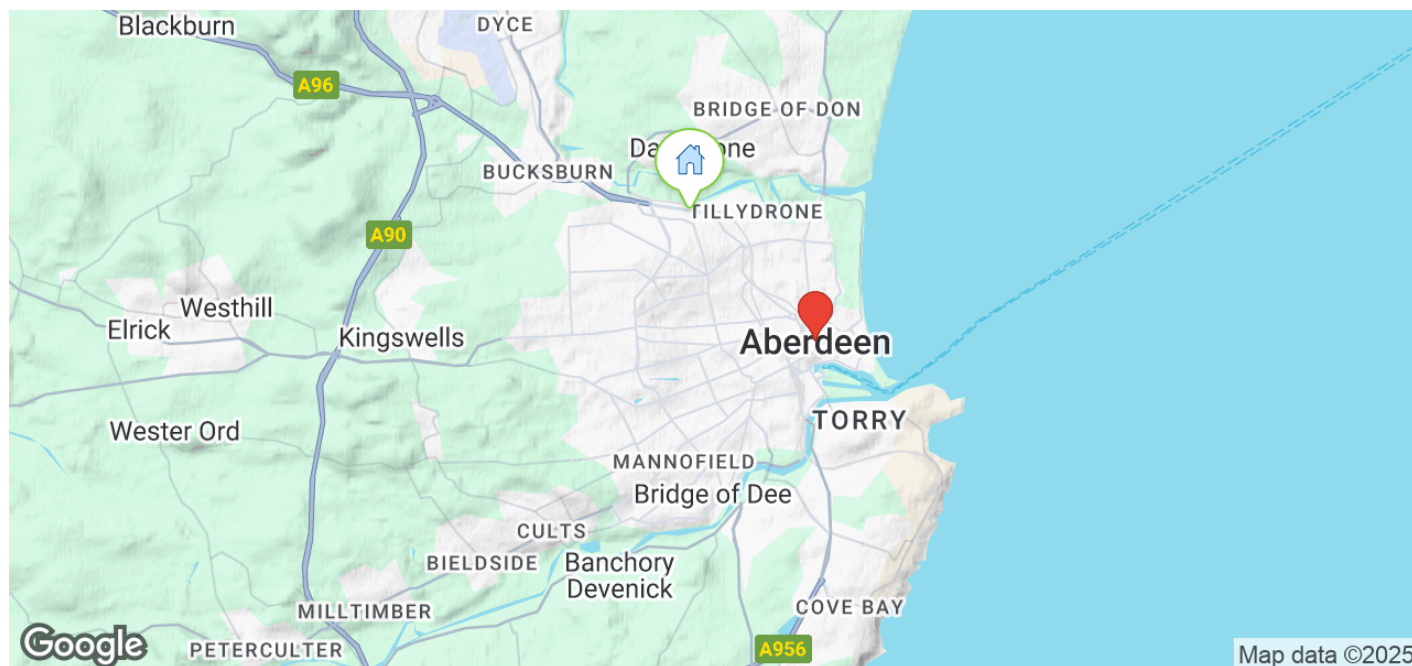 Blackburn
DYCE
A96
BRIDGE OF DON
BUCKSBURN
TILLYDRONE
A90
Westhill
Elrick
Kingswells
Aberdeen
Wester Ord
TORRY
MANNOFIELD
Bridge of Dee
CULTS
BIELDSIDE
Banchory
Devenick
MILLTIMBER
COVE BAY
PETERCULTER
A956
Google
Map data ©2025